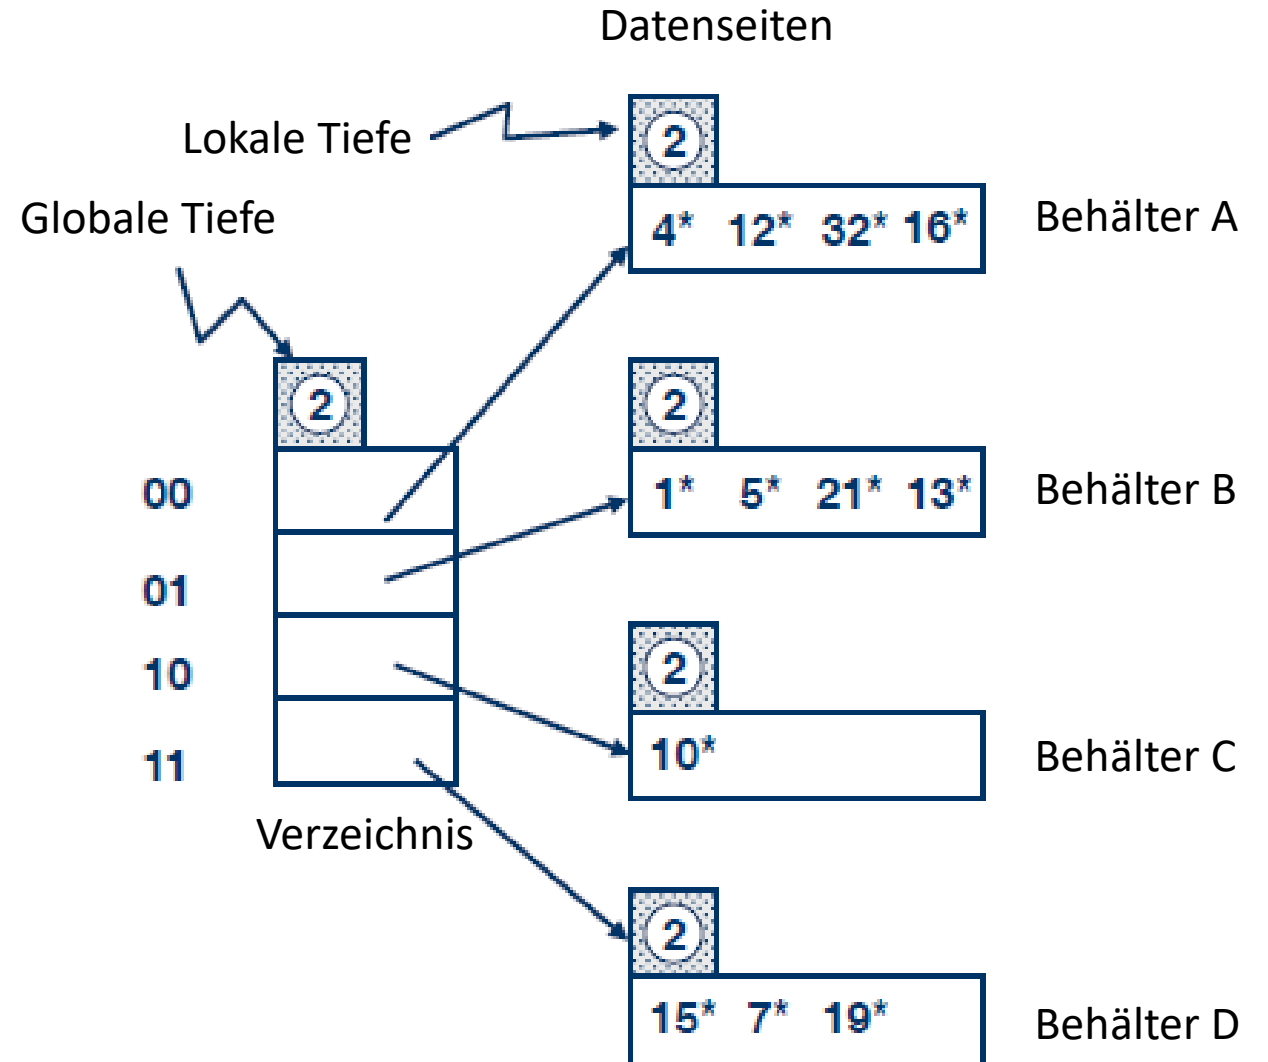 Datenseiten
Lokale Tiefe
2
4* 12* 32* 16*
Behälter A
Globale Tiefe
2
2
1* 5* 21* 13*
Behälter B
00
01
10
11
Verzeichnis
2
10*
Behälter C
2
15* 7* 19*
Behälter D